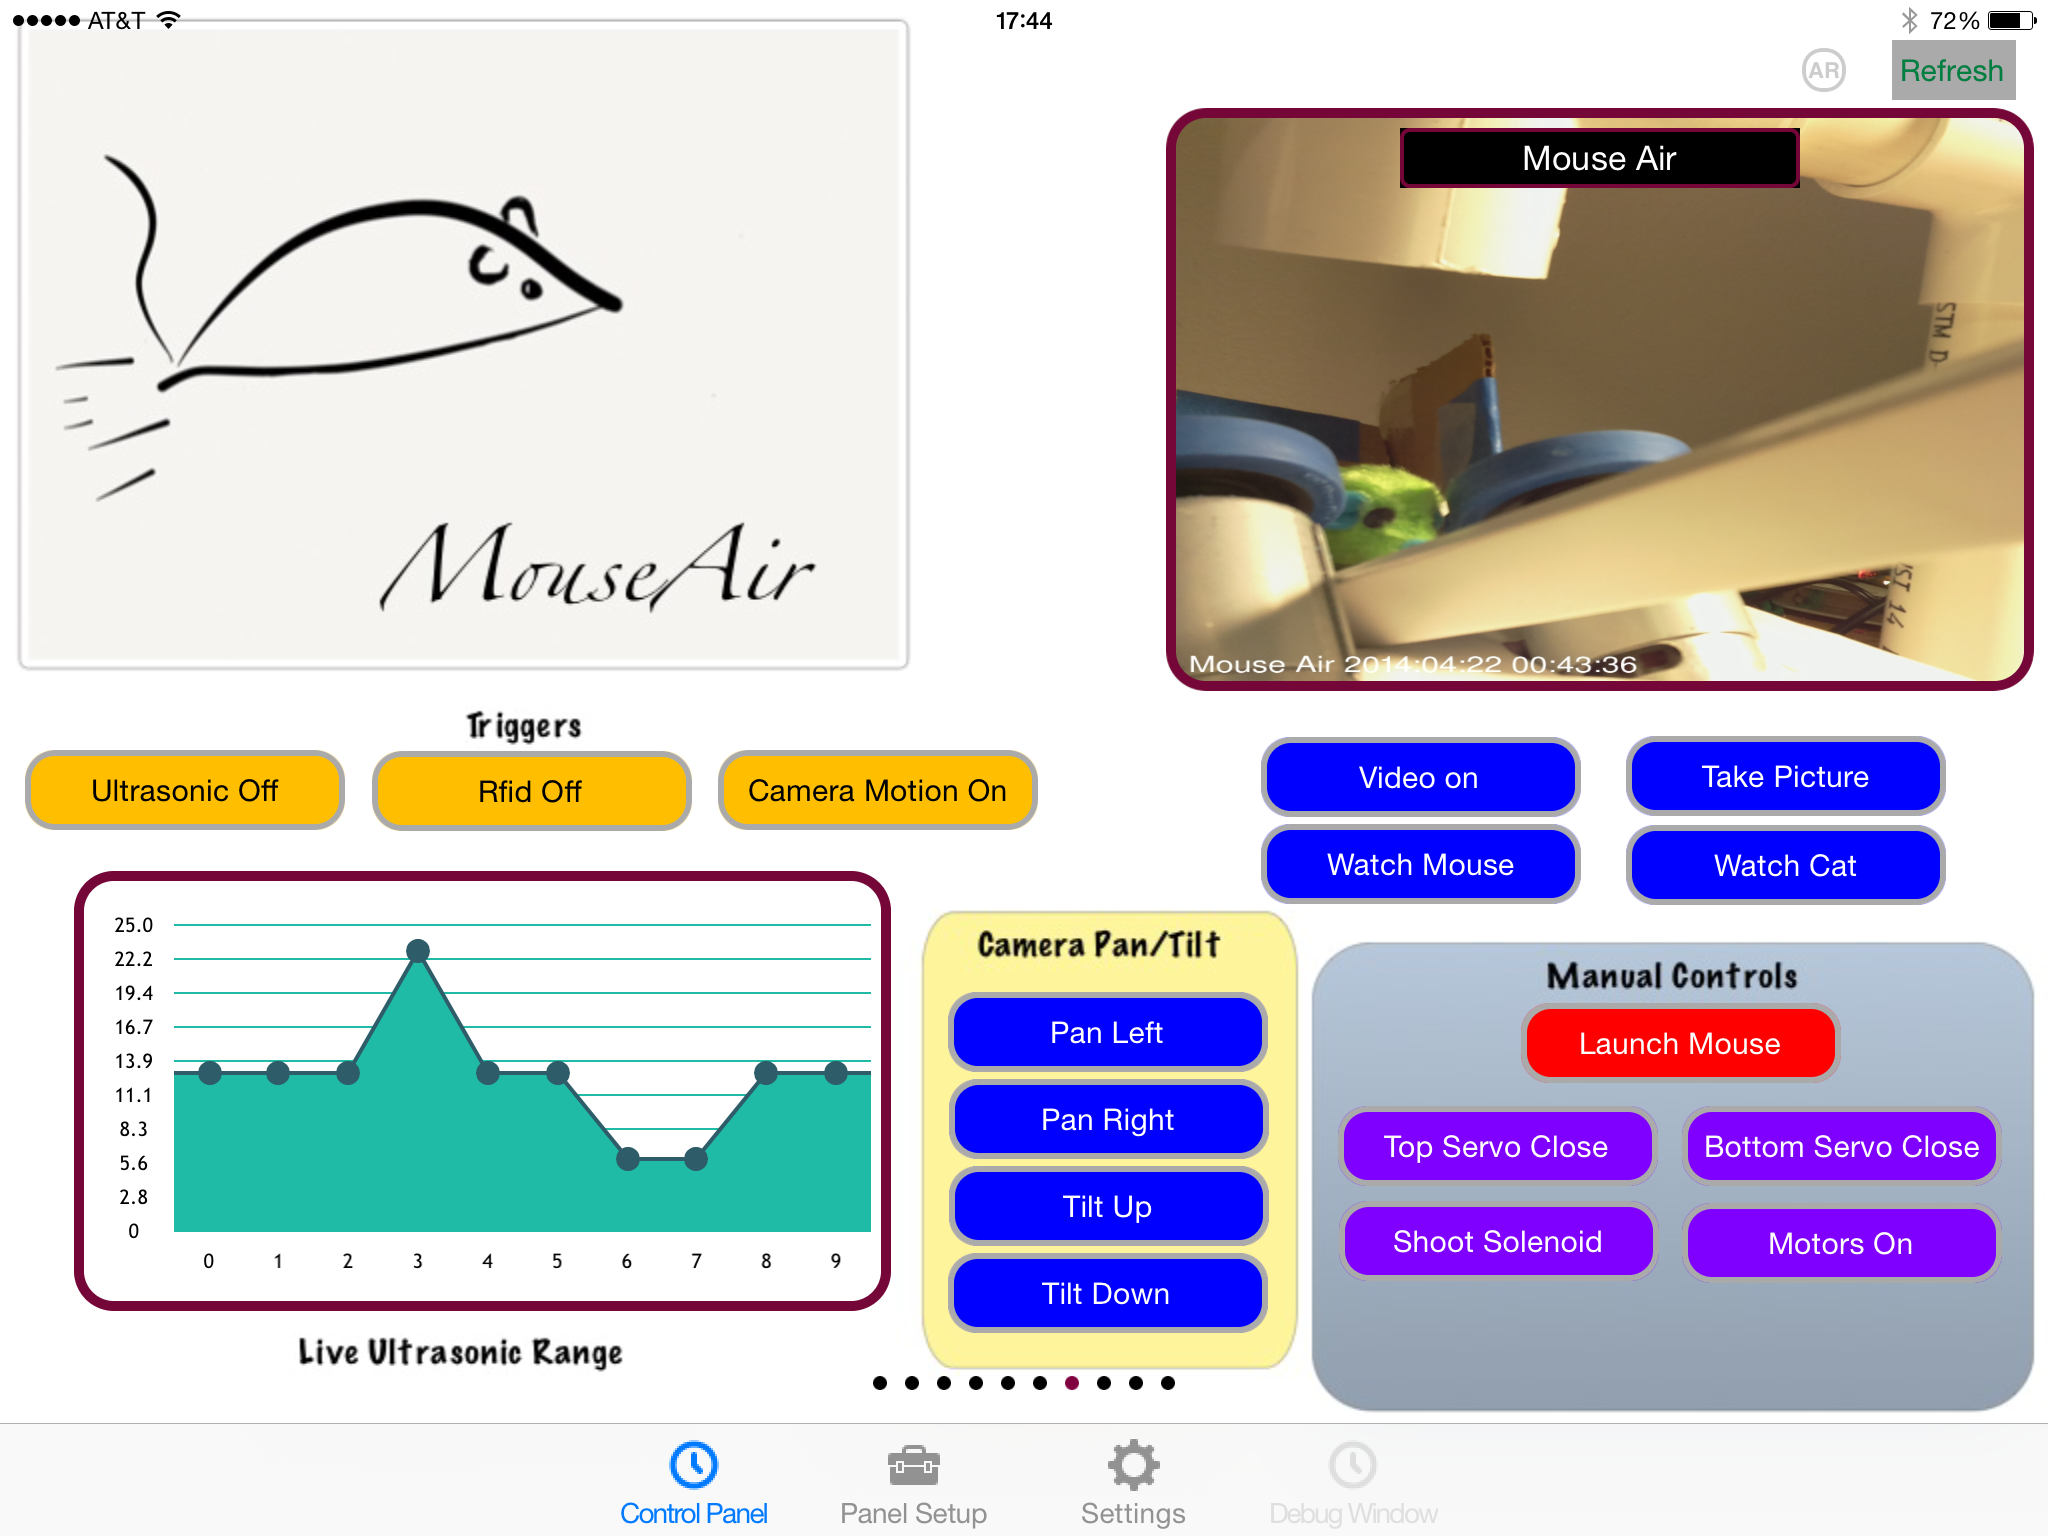 AT&T
17:44
72%
AR
Refresh
Mouse Air
STM D
IST 14
Mouse Air 2014:04:22 00:43:36
MouseAir
Triggers
Ultrasonic Off
Rfid Off
Camera Motion On
Video on
Take Picture
Watch Mouse
Watch Cat
25.0
22.2
19.4
16.7
13.9
11.1
8.3
5.6
2.8
0
0 1 2 3 4 5 6 7 8 9
Live Ultrasonic Range
Camera Pan/Tilt
Pan Left
Pan Right
Tilt Up
Tilt Down
Manual Controls
Launch Mouse
Top Servo Close
Bottom Servo Close
Shoot Solenoid
Motors On
Control Panel
Panel Setup
Settings
Debug Window